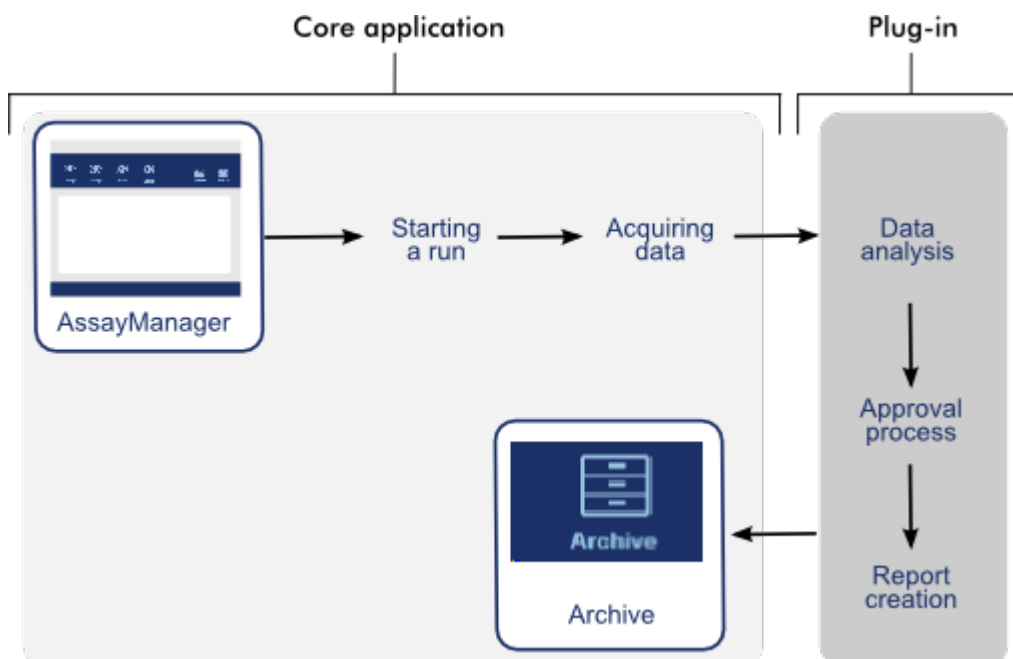 Core application
Plug-in
AssayManager
Starting
a run
Acquiring
data
Data
analysis
Approval
process
Report
creation
Archive
Archive